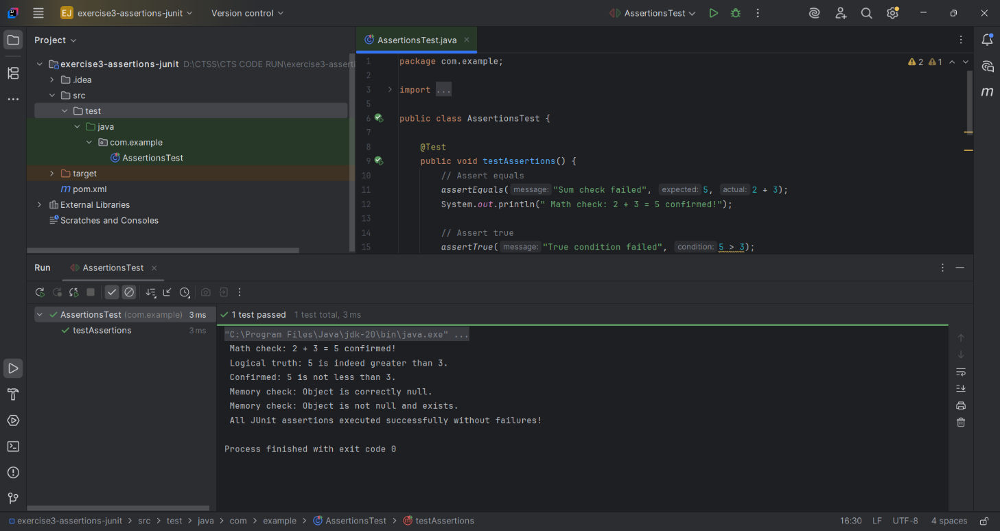 EJ exercise3-assertions-junit Version control AssertionsTest
Project
AssertionsTest.java
exercise3-assertions-junit D:\CTSS\CTS CODE RUN\exercise3-asserti
.idea
src
test
java
com.example
AssertionsTest
target
m pom.xml
External Libraries
Scratches and Consoles
2 1
1 package com.example;
2
3 import ...
5
6 public class AssertionsTest {
7
8 @Test
9 public void testAssertions() {
10 // Assert equals
11 assertEquals( message: "Sum check failed", expected: 5, actual: 2 + 3);
12 System.out.println(" Math check: 2 + 3 = 5 confirmed!");
13
14 // Assert true
15 assertTrue( message: "True condition failed", condition: 5 > 3);
m
Run AssertionsTest
AssertionsTest (com.example) 3 ms
testAssertions 3 ms
1 test passed 1 test total, 3 ms
"C:\Program Files\Java\jdk-20\bin\java.exe" ...
Math check: 2 + 3 = 5 confirmed!
Logical truth: 5 is indeed greater than 3.
Confirmed: 5 is not less than 3.
Memory check: Object is correctly null.
Memory check: Object is not null and exists.
All JUnit assertions executed successfully without failures!
Process finished with exit code 0
exercise3-assertions-junit > src > test > java > com > example > AssertionsTest > testAssertions 16:30 LF UTF-8 4 spaces